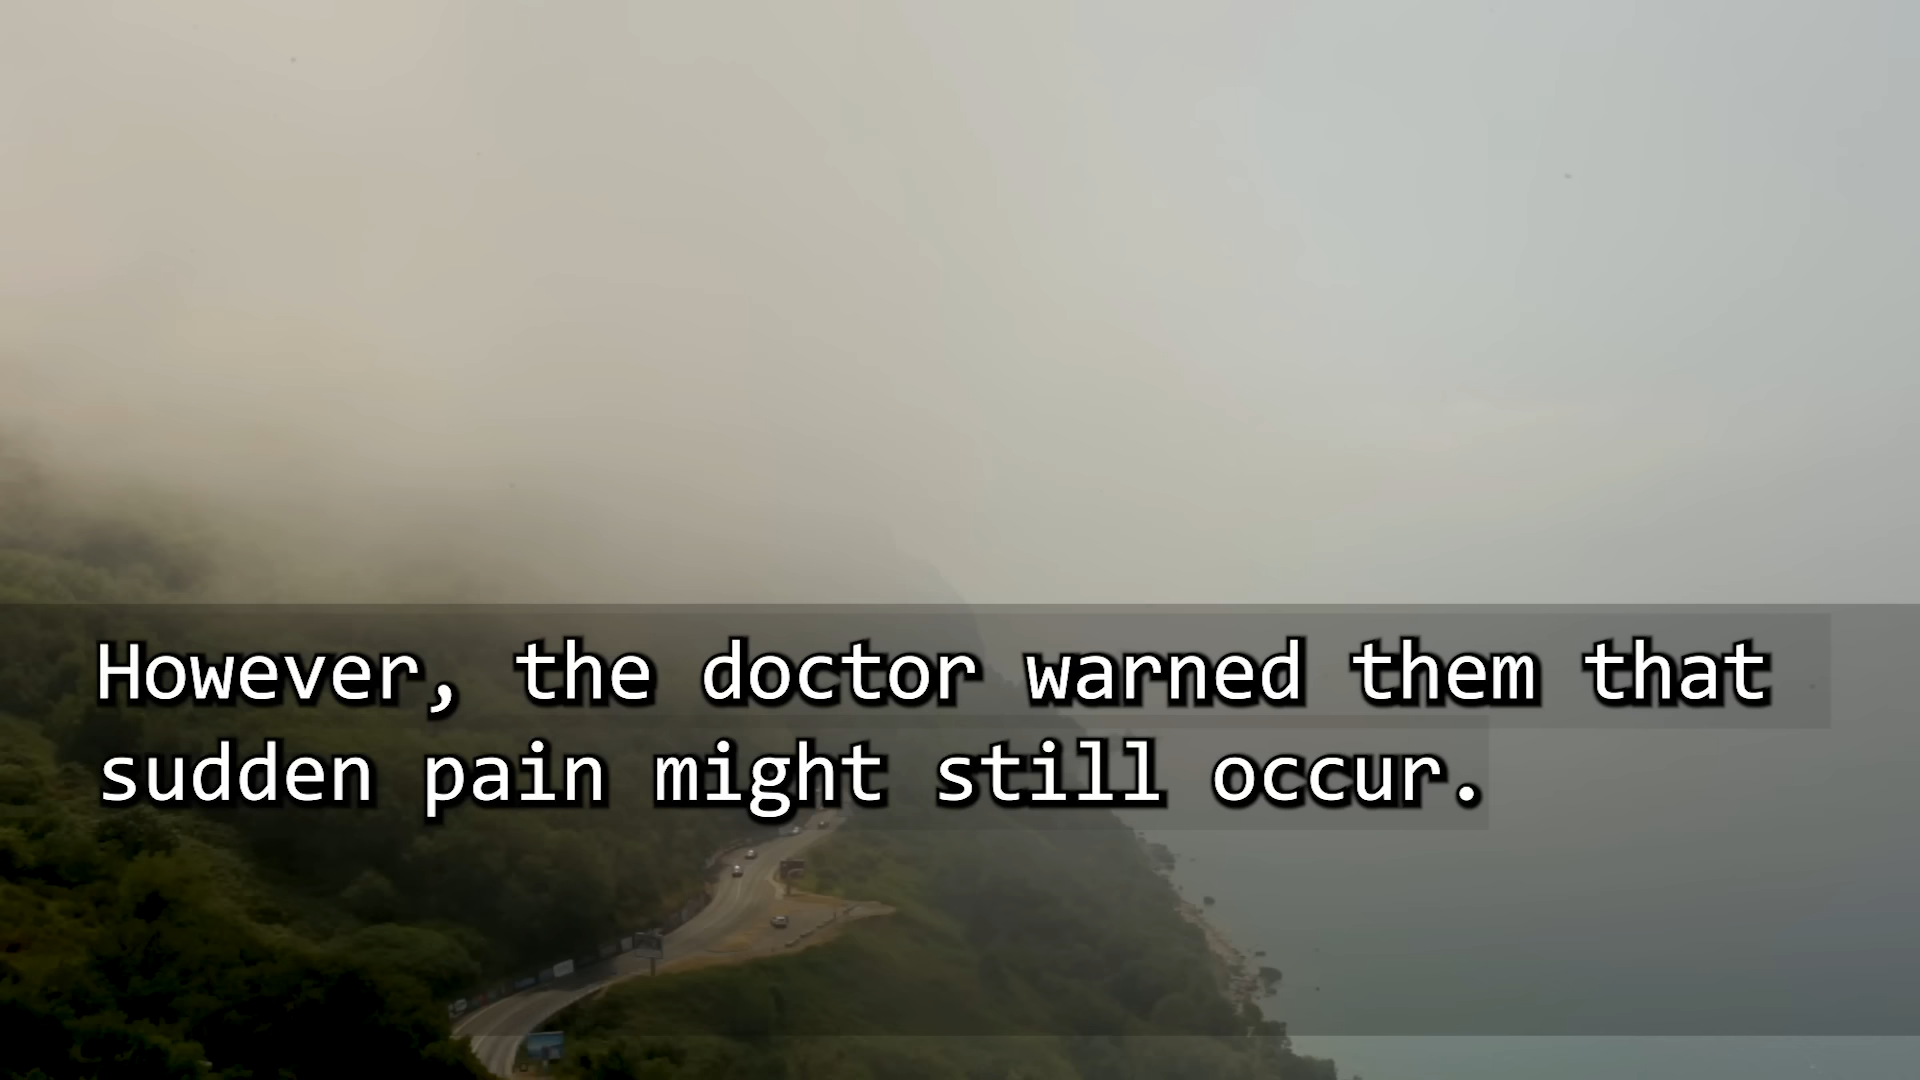 However, the doctor warned them that
sudden pain might still occur.